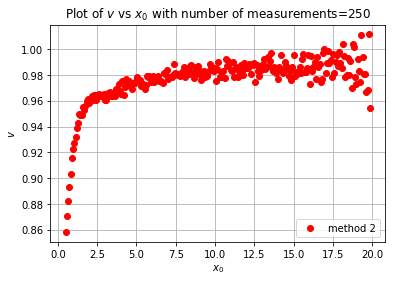 Plot of v vs x₀ with number of measurements=250
1.00
0.98
0.96
0.94
0.92
0.90
0.88
0.86
v
0.0 2.5 5.0 7.5 10.0 12.5 15.0 17.5 20.0
x₀
method 2